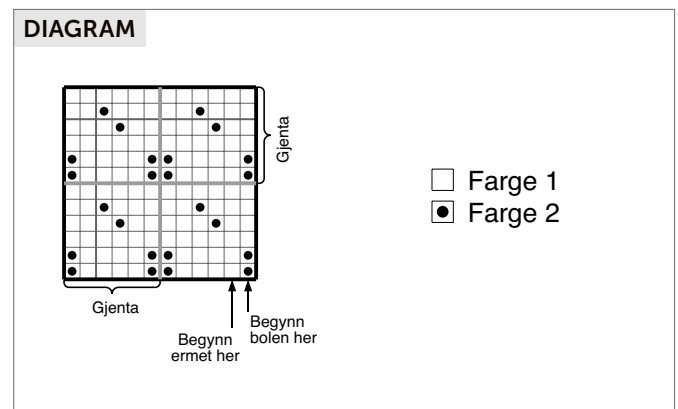 DIAGRAM
Gjenta
Farge 1
Farge 2
Gjenta
Begynn
ermet her
Begynn
bolen her